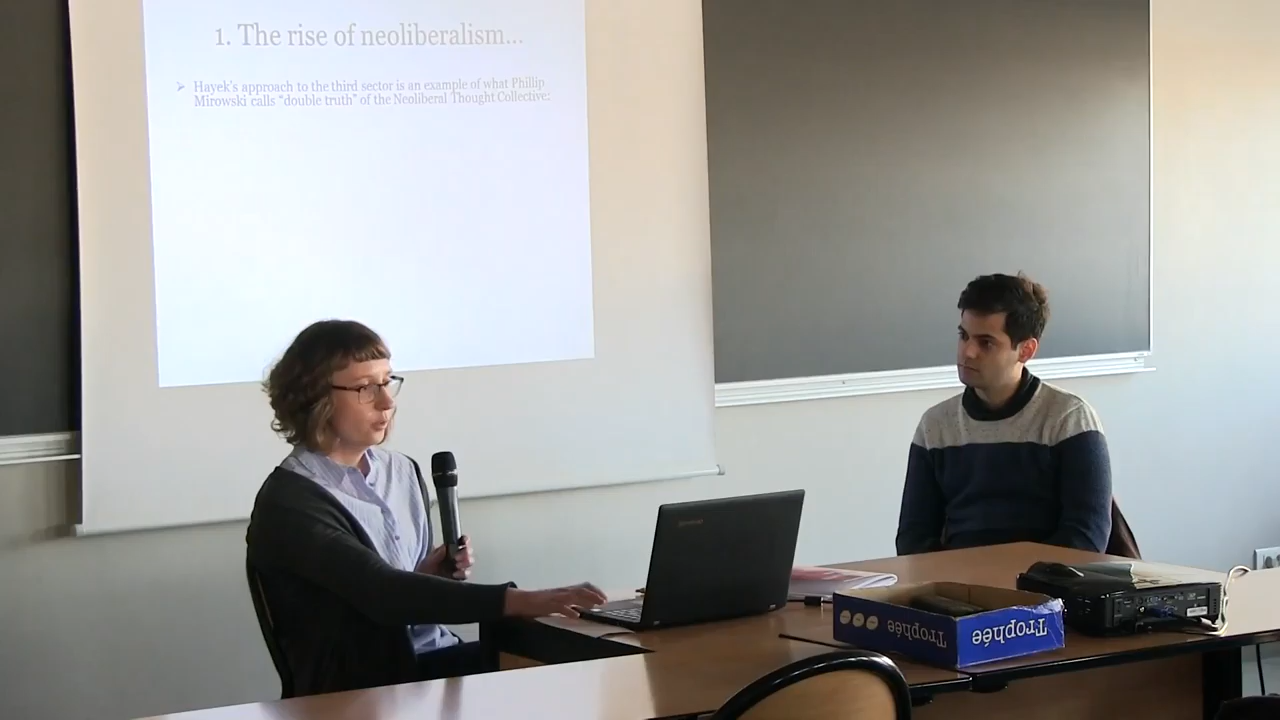 1. The rise of neoliberalism...
Hayek's approach to the third sector is an example of what Phillip
Mirowski calls "double truth" of the Neoliberal Thought Collective:
Trophée
Trophée